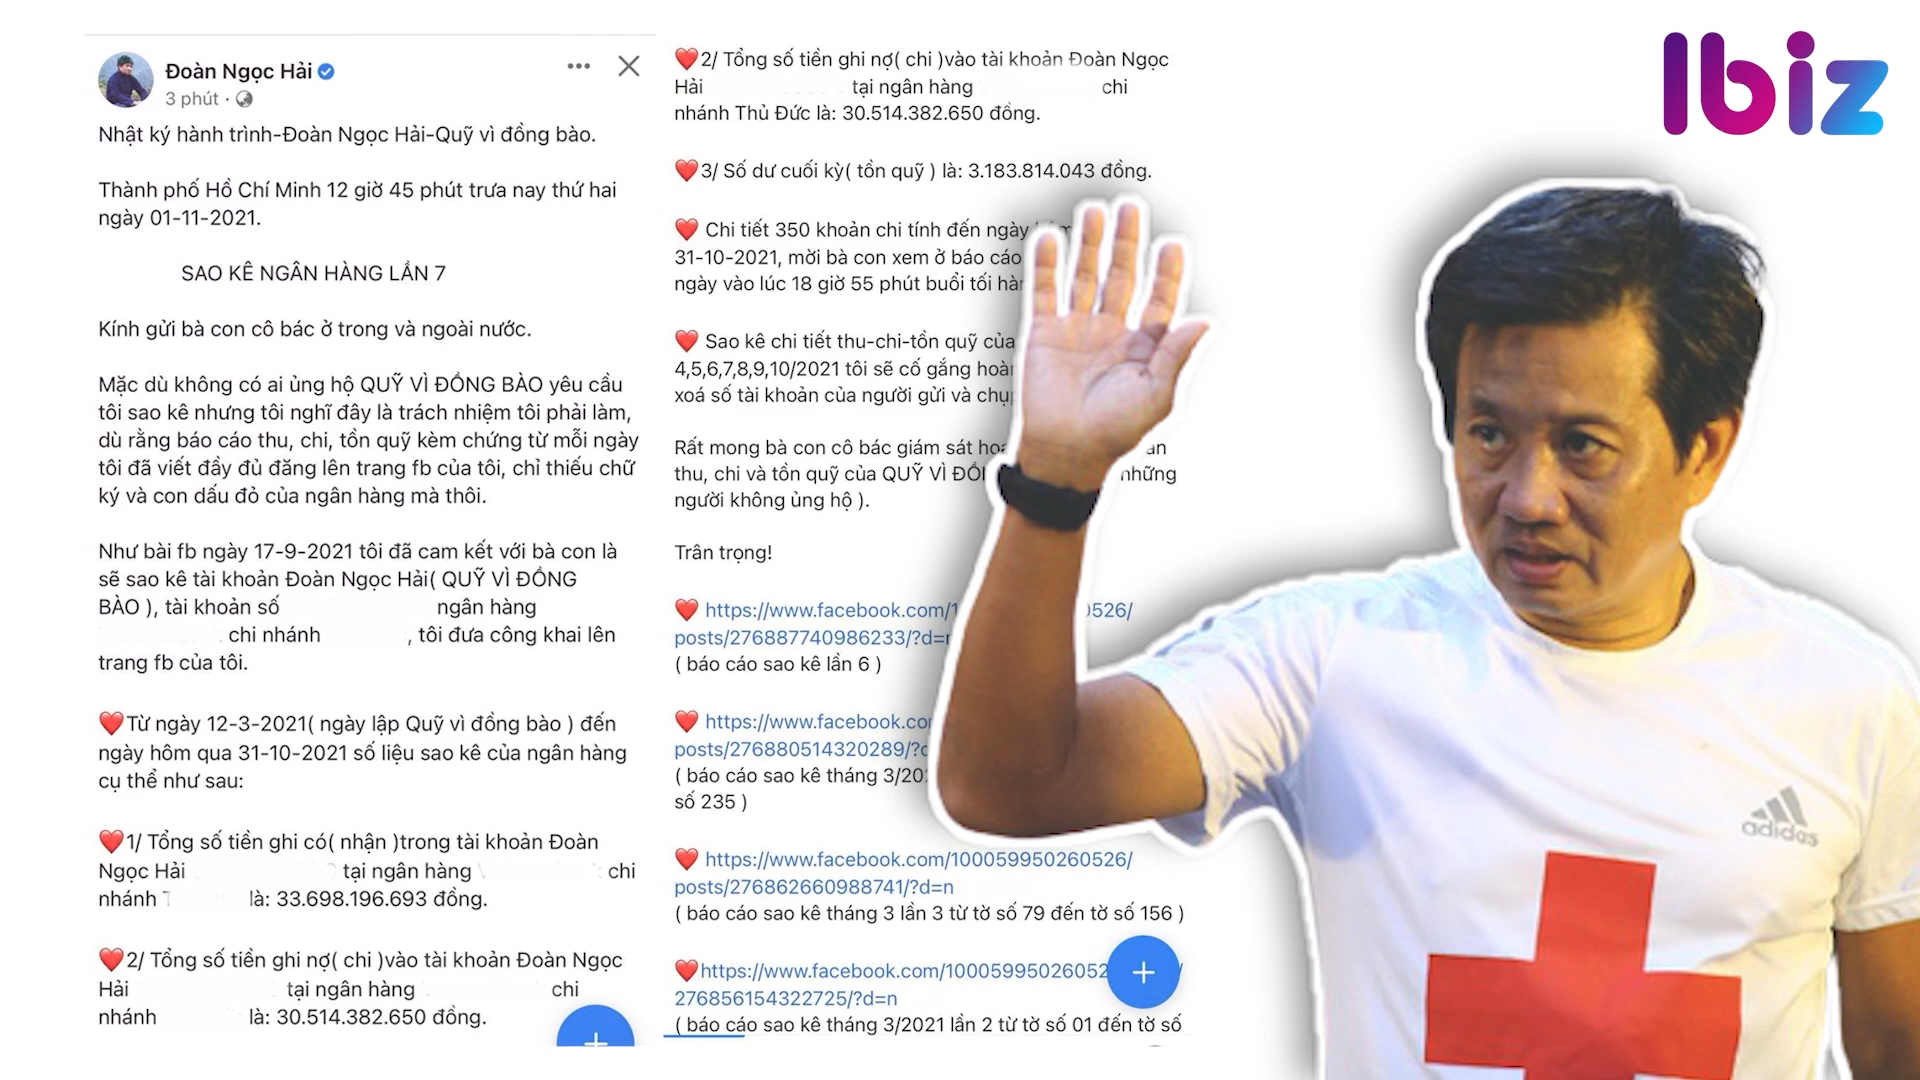 Đoàn Ngọc Hải
3 phút ·
Nhật ký hành trình-Đoàn Ngọc Hải-Quỹ vì đồng bào.
Thành phố Hồ Chí Minh 12 giờ 45 phút trưa nay thứ hai
ngày 01-11-2021.
SAO KÊ NGÂN HÀNG LẦN 7
Kính gửi bà con cô bác ở trong và ngoài nước.
Mặc dù không có ai ủng hộ QUỸ VÌ ĐỒNG BÀO yêu cầu
tôi sao kê nhưng tôi nghĩ đây là trách nhiệm tôi phải làm,
dù rằng báo cáo thu, chi, tồn quỹ kèm chứng từ mỗi ngày
tôi đã viết đầy đủ đăng lên trang fb của tôi, chỉ thiếu chữ
ký và con dấu đỏ của ngân hàng mà thôi.
Như bài fb ngày 17-9-2021 tôi đã cam kết với bà con là
sẽ sao kê tài khoản Đoàn Ngọc Hải( QUỸ VÌ ĐỒNG
BÀO ), tài khoản số ngân hàng
chi nhánh , tôi đưa công khai lên
trang fb của tôi.
❤️Từ ngày 12-3-2021( ngày lập Quỹ vì đồng bào ) đến
ngày hôm qua 31-10-2021 số liệu sao kê của ngân hàng
cụ thể như sau:
❤️1/ Tổng số tiền ghi có( nhận )trong tài khoản Đoàn
Ngọc Hải tại ngân hàng chi
nhánh là: 33.698.196.693 đồng.
❤️2/ Tổng số tiền ghi nợ( chi )vào tài khoản Đoàn Ngọc
Hải tại ngân hàng chi
nhánh là: 30.514.382.650 đồng.
❤️2/ Tổng số tiền ghi nợ( chi )vào tài khoản Đoàn Ngọc
Hải tại ngân hàng chi
nhánh Thủ Đức là: 30.514.382.650 đồng.
❤️3/ Số dư cuối kỳ( tồn quỹ ) là: 3.183.814.043 đồng.
❤️ Chi tiết 350 khoản chi tính đến ngày
31-10-2021, mời bà con xem ở báo cáo
ngày vào lúc 18 giờ 55 phút buổi tối
❤️ Sao kê chi tiết thu-chi-tồn quỹ của
4,5,6,7,8,9,10/2021 tôi sẽ cố gắng
xoá số tài khoản của người gửi và
Rất mong bà con cô bác giám sát
thu, chi và tồn quỹ của QUỸ VÌ những
người không ủng hộ ).
Trân trọng!
❤️ https://www.facebook.com/1 0526/
posts/276887740986233/?d=
( báo cáo sao kê lần 6 )
❤️ https://www.facebook.co
posts/276880514320289/?
( báo cáo sao kê tháng 3/20
số 235 )
❤️ https://www.facebook.com/100059950260526/
posts/276862660988741/?d=n
( báo cáo sao kê tháng 3 lần 3 từ tờ số 79 đến tờ số 156 )
❤️https://www.facebook.com/10005995026052 /
276856154322725/?d=n
( báo cáo sao kê tháng 3/2021 lần 2 từ tờ số 01 đến tờ số
Ibiz
adidas